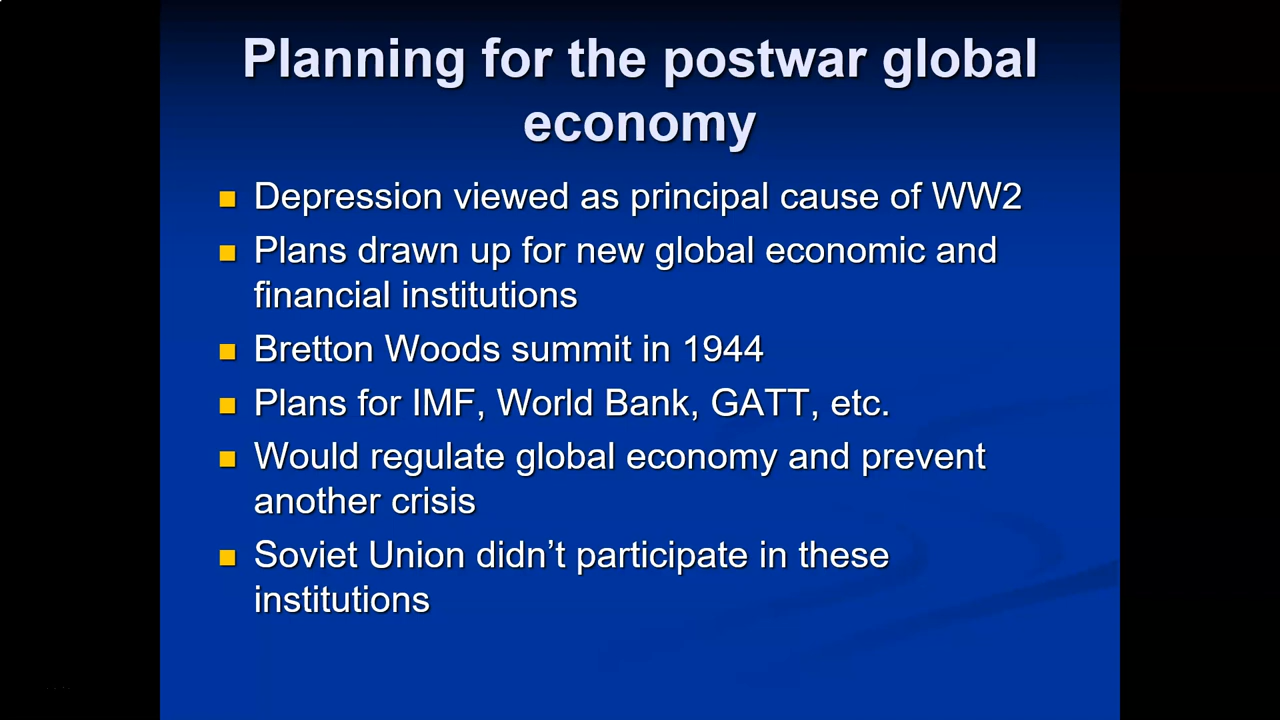 Planning for the postwar global
economy
Depression viewed as principal cause of WW2
Plans drawn up for new global economic and
financial institutions
Bretton Woods summit in 1944
Plans for IMF, World Bank, GATT, etc.
Would regulate global economy and prevent
another crisis
Soviet Union didn’t participate in these
institutions